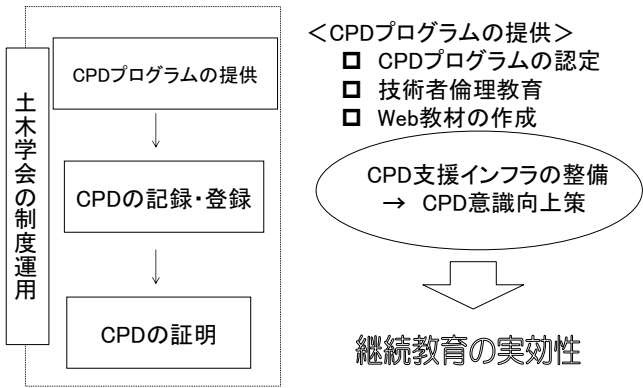 土木学会の制度運用
CPDプログラムの提供
CPDの記録・登録
CPDの証明
＜CPDプログラムの提供＞
CPDプログラムの認定
技術者倫理教育
Web教材の作成
CPD支援インフラの整備
→ CPD意識向上策
継続教育の実効性